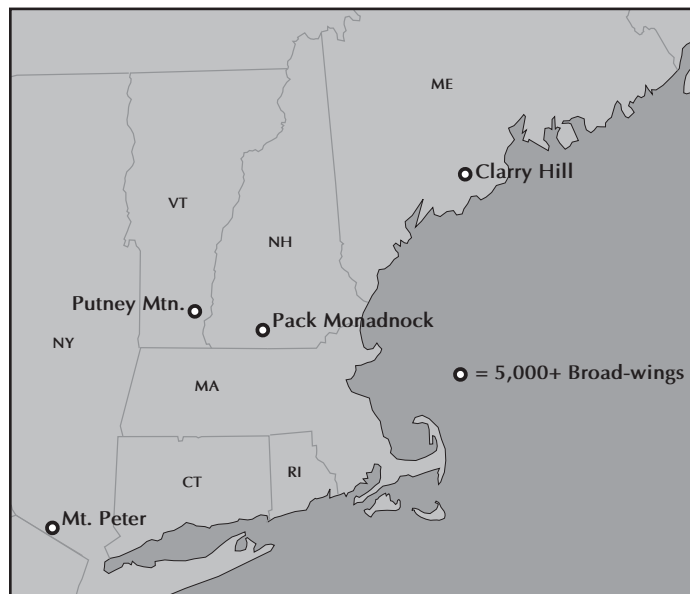 ME
Clarry Hill
VT
NH
Putney Mtn.
Pack Monadnock
NY
= 5,000+ Broad-wings
MA
RI
CT
Mt. Peter